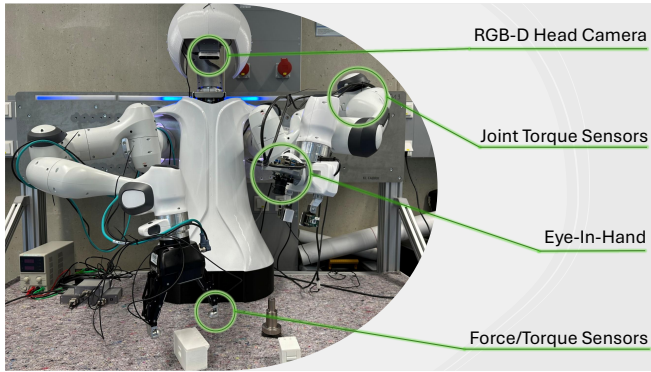 RGB-D Head Camera
Joint Torque Sensors
Eye-In-Hand
Force/Torque Sensors